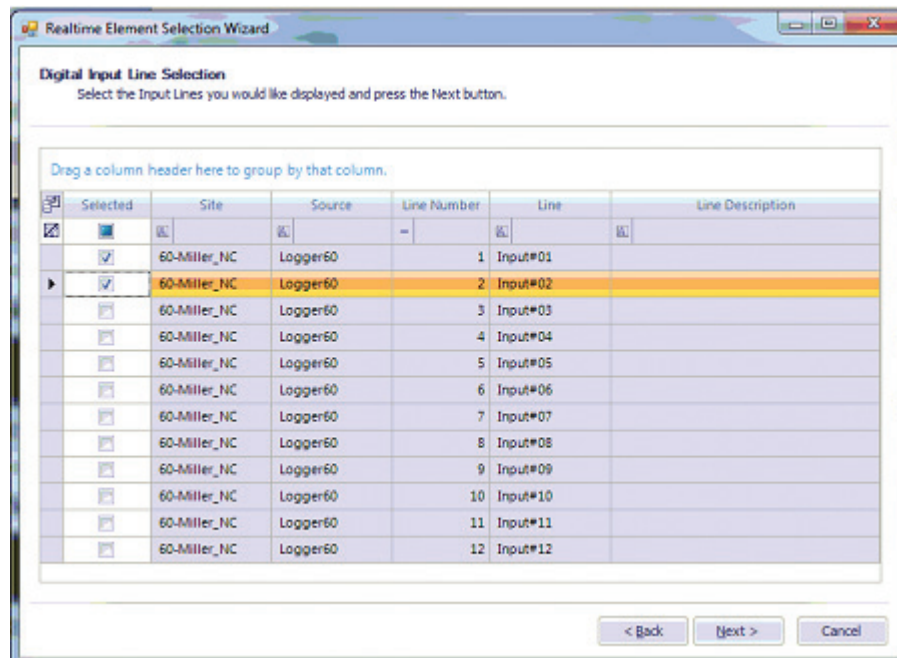 Realtime Element Selection Wizard
Digital Input Line Selection
Select the Input Lines you would like displayed and press the Next button.
Drag a column header here to group by that column.
Selected Site Source Line Number Line Line Description
=
60-Miller_NC Logger60 1 Input#01
60-Miller_NC Logger60 2 Input#02
60-Miller_NC Logger60 3 Input#03
60-Miller_NC Logger60 4 Input#04
60-Miller_NC Logger60 5 Input#05
60-Miller_NC Logger60 6 Input#06
60-Miller_NC Logger60 7 Input#07
60-Miller_NC Logger60 8 Input#08
60-Miller_NC Logger60 9 Input#09
60-Miller_NC Logger60 10 Input#10
60-Miller_NC Logger60 11 Input#11
60-Miller_NC Logger60 12 Input#12
< Back Next > Cancel